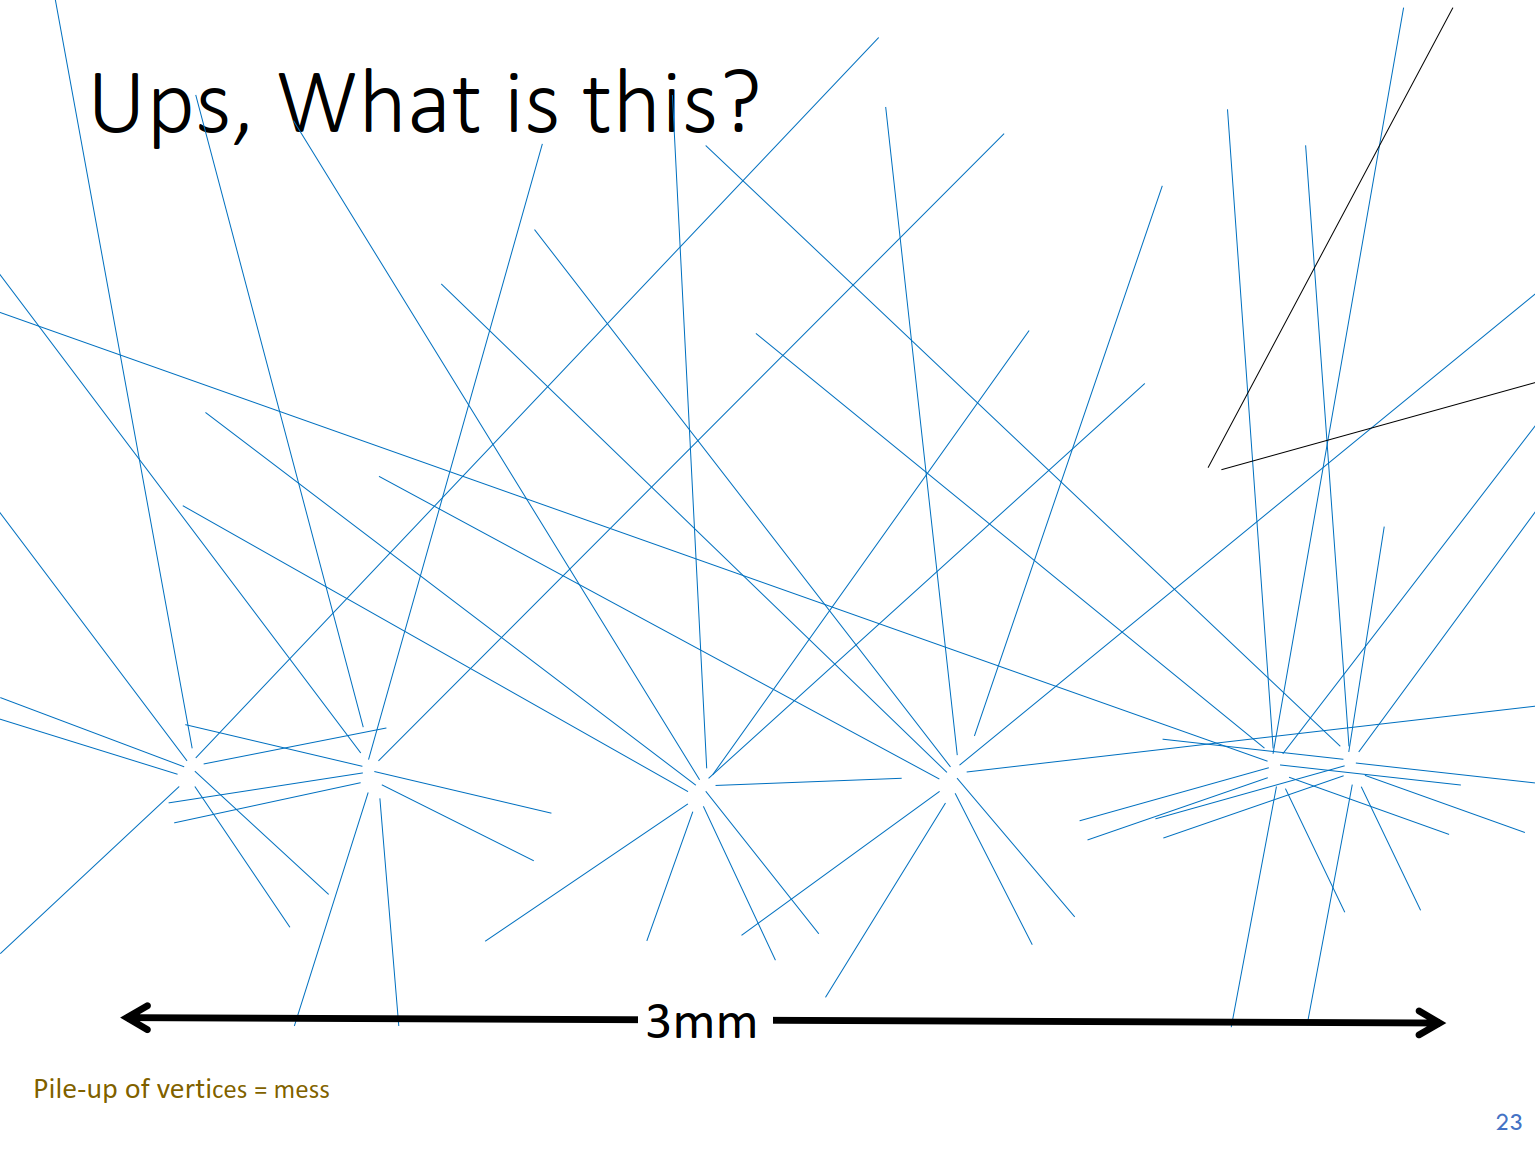 Ups, What is this?
3mm
Pile-up of vertices = mess
23